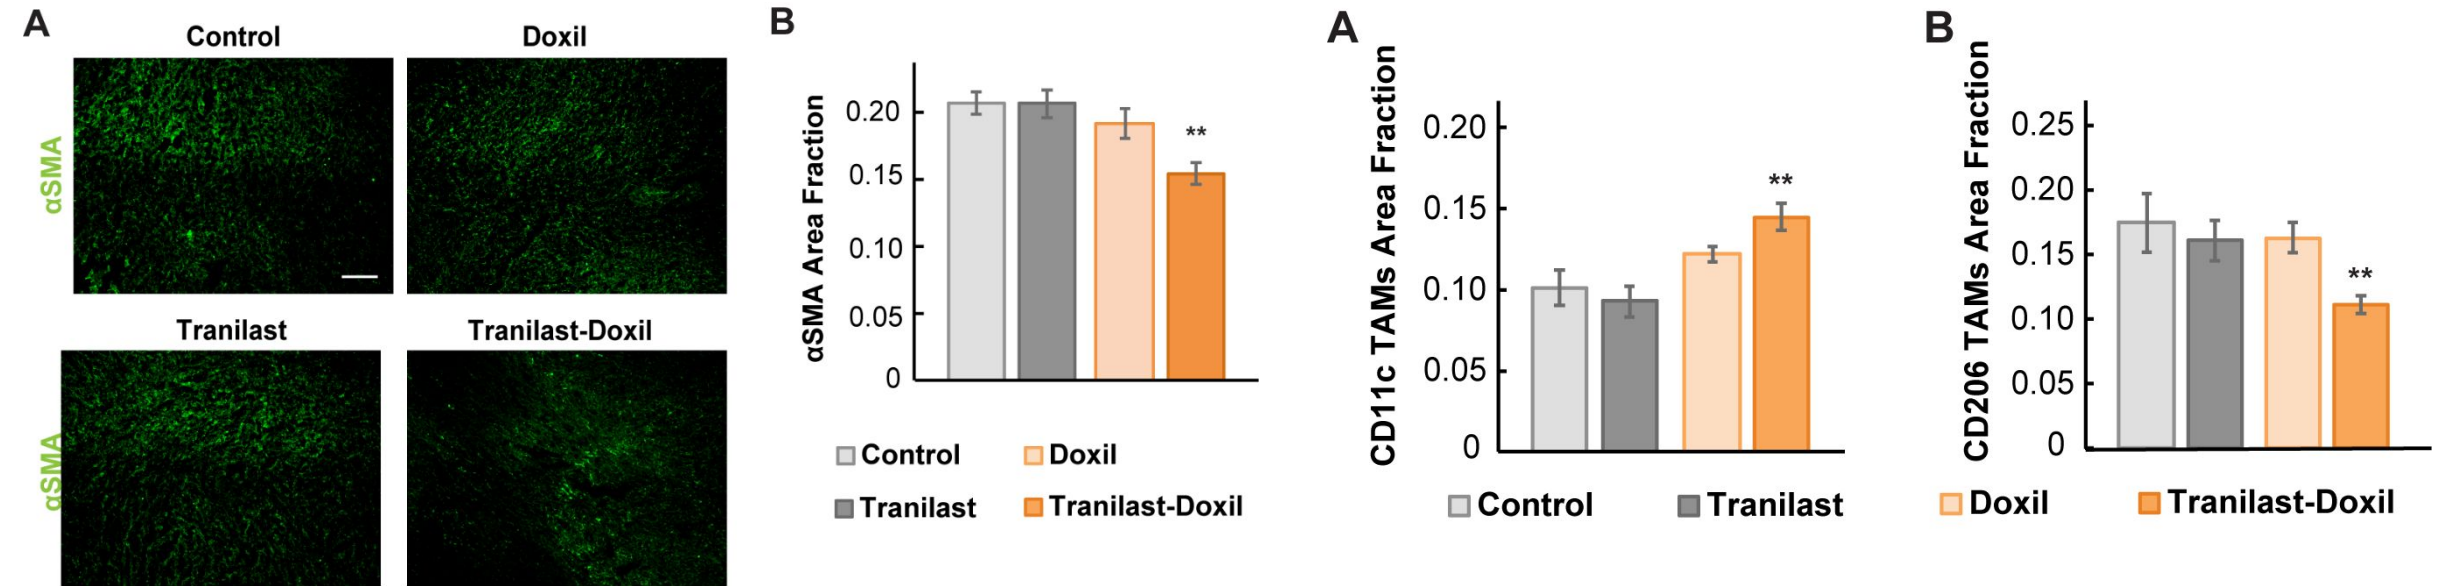 A
Control
Doxil
αSMA
Tranilast
Tranilast-Doxil
αSMA
B
αSMA Area Fraction
0.20
0.15
0.10
0.05
0
**
Control
Doxil
Tranilast
Tranilast-Doxil
A
CD11c TAMs Area Fraction
0.20
0.15
0.10
0.05
0
**
B
CD206 TAMs Area Fraction
0.25
0.20
0.15
0.10
0.05
0
**
Control
Tranilast
Doxil
Tranilast-Doxil